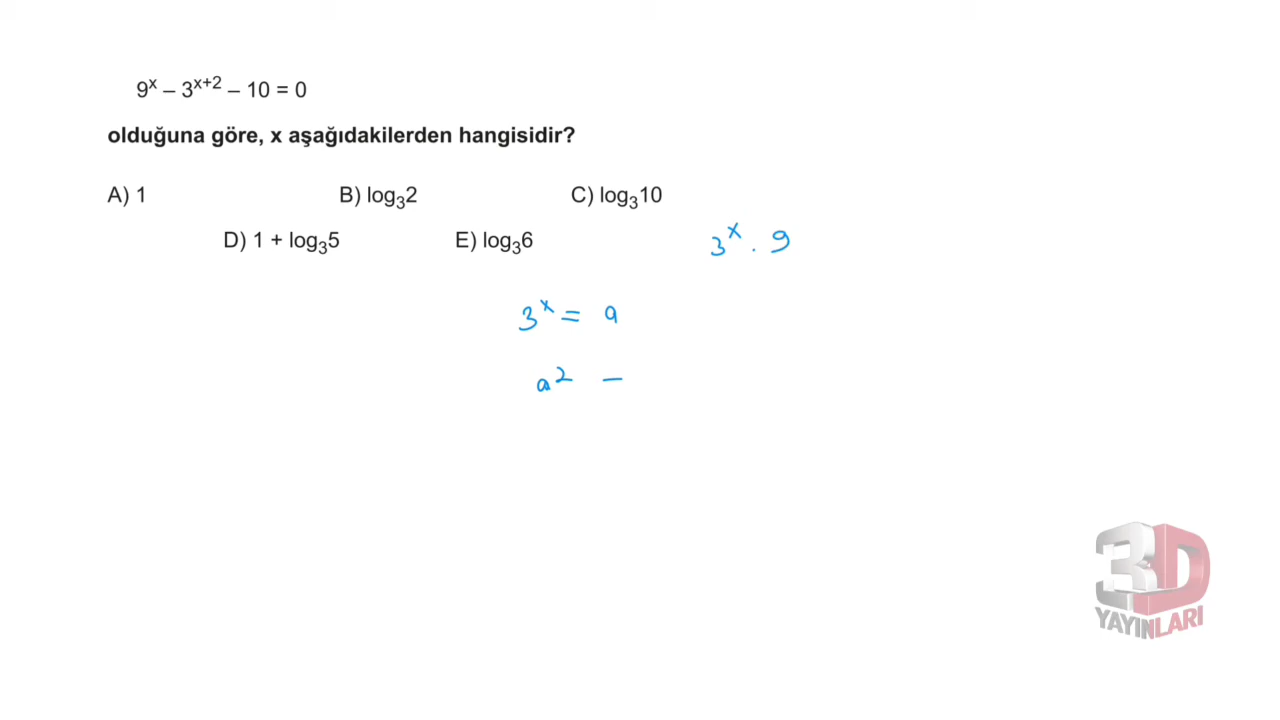 9ˣ – 3ˣ⁺² – 10 = 0
olduğuna göre, x aşağıdakilerden hangisidir?
A) 1 B) log₃2 C) log₃10
D) 1 + log₃5 E) log₃6
3ˣ . 9
3ˣ = a
a² –
3D
YAYINLARI